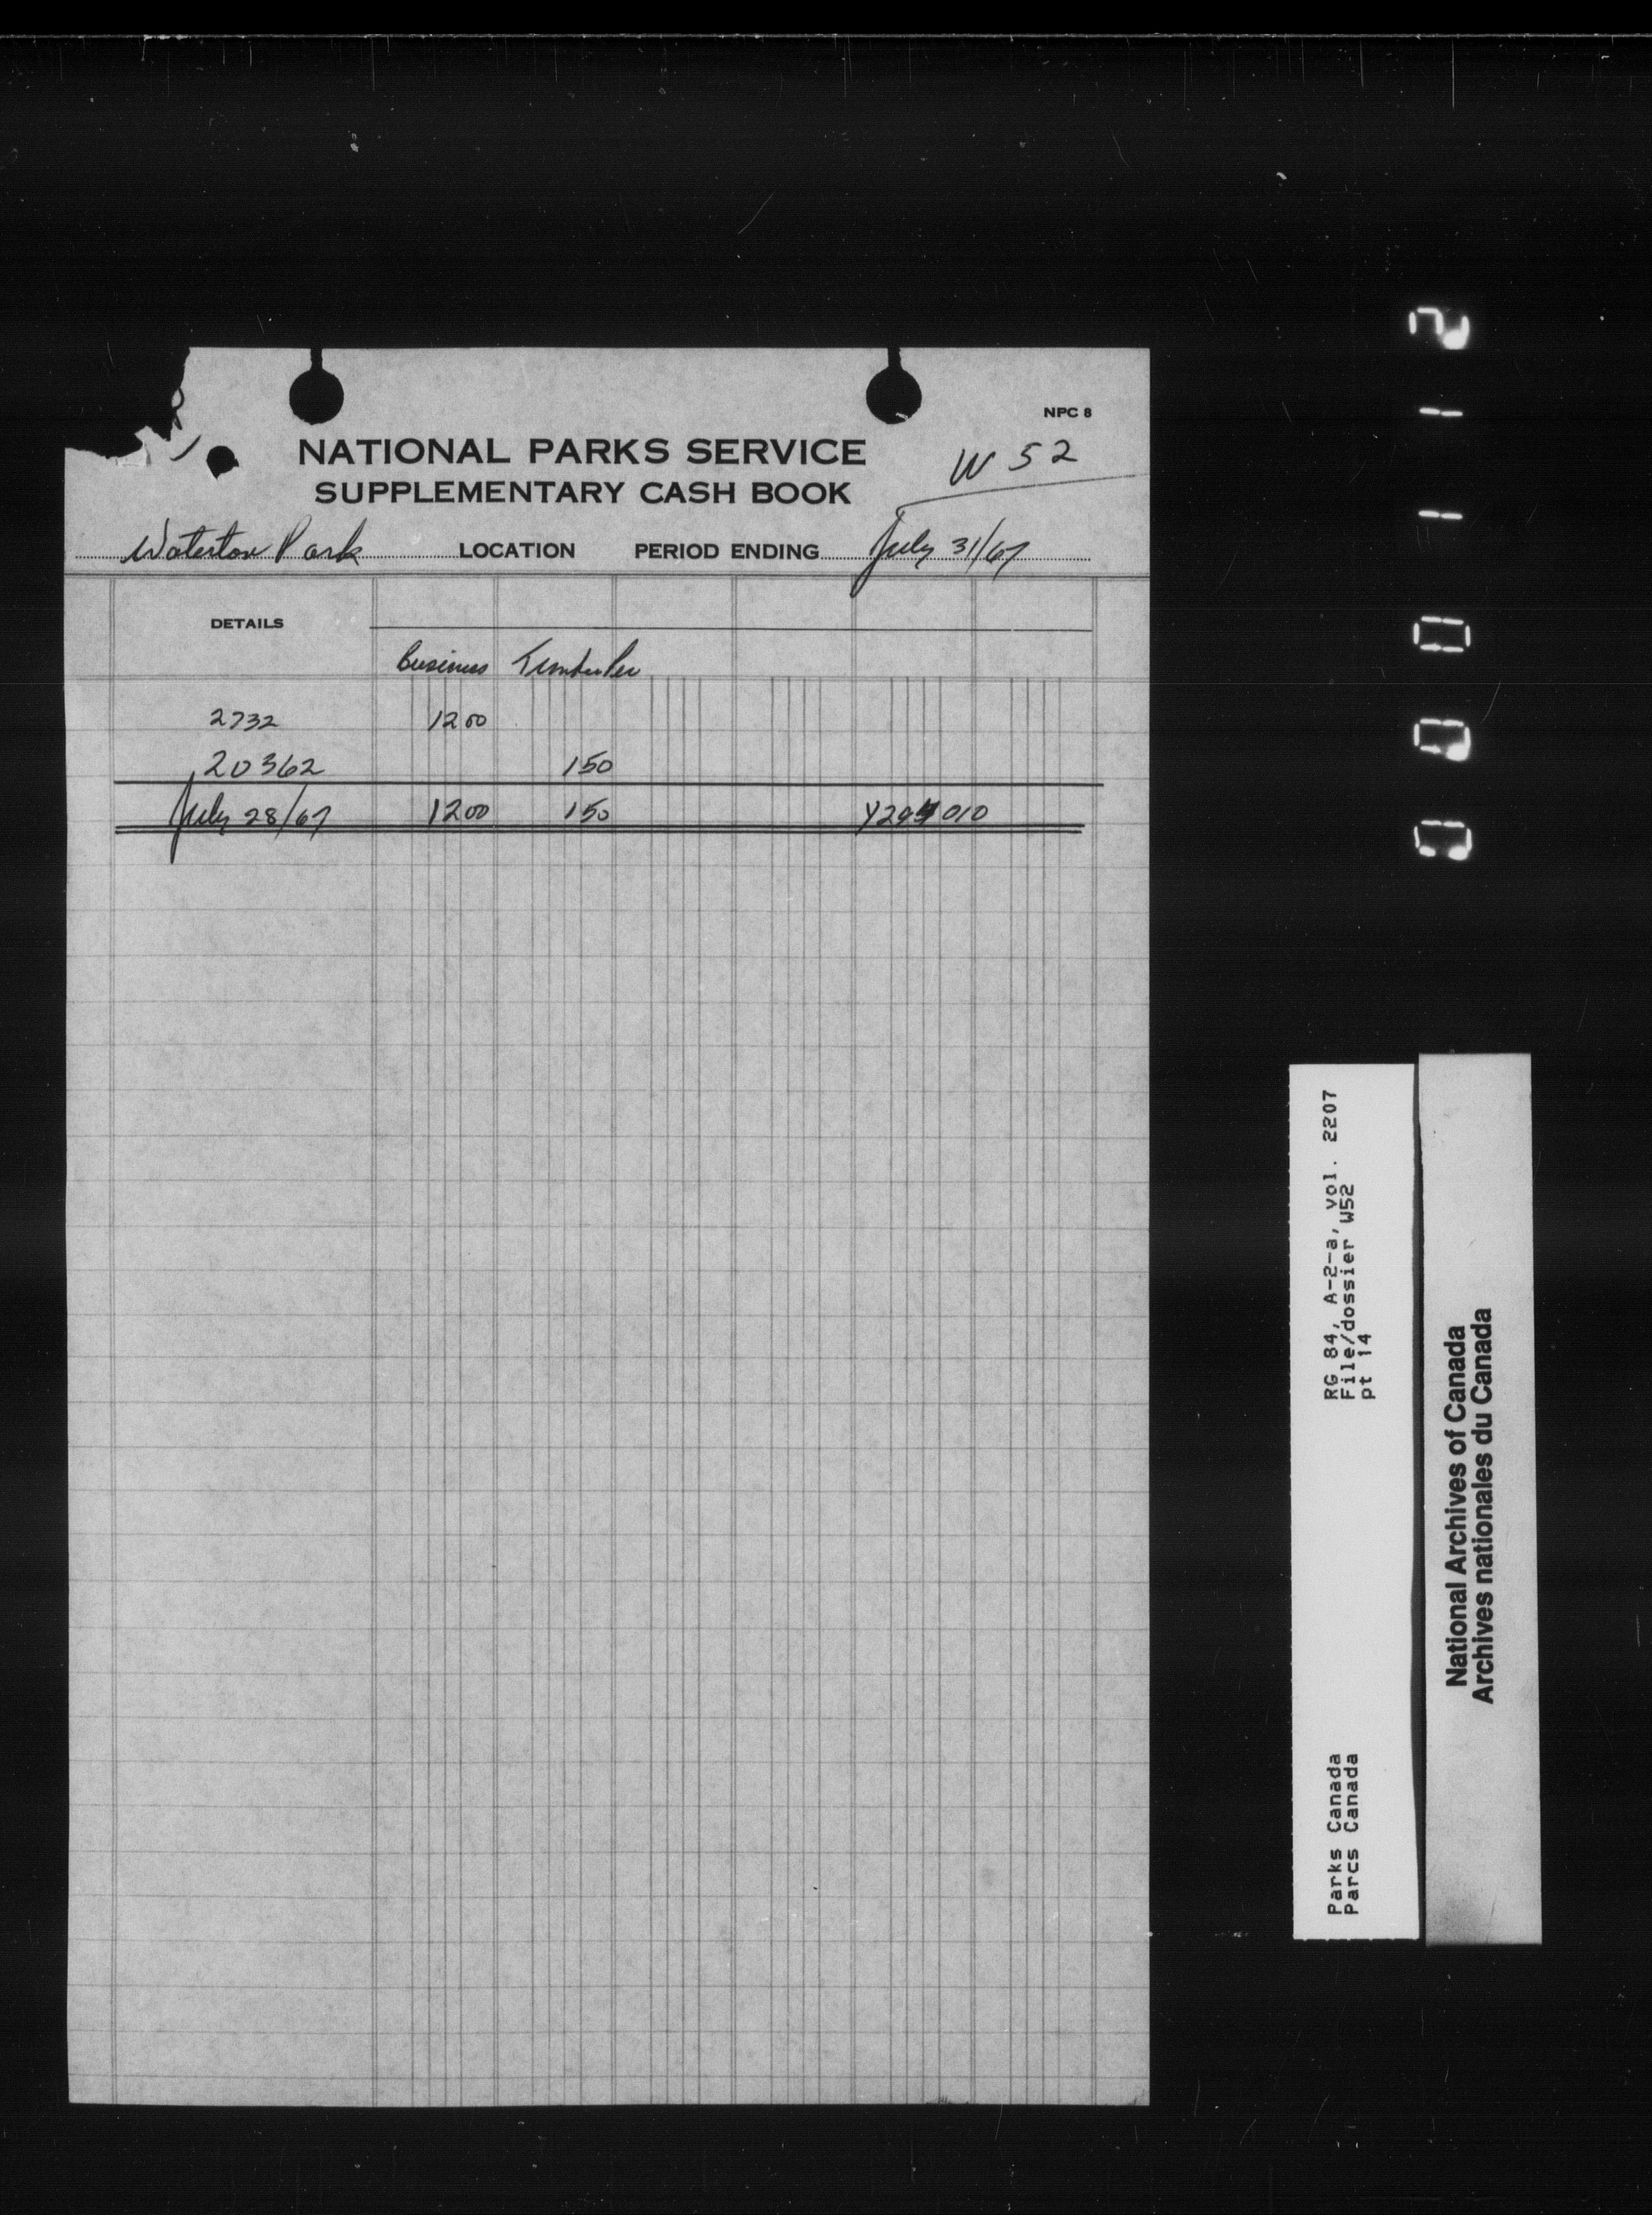 NPC 8
NATIONAL PARKS SERVICE
W 52
SUPPLEMENTARY CASH BOOK
Waterton Park LOCATION PERIOD ENDING July 31/67
DETAILS
Business
2732 1200
20362 150
July 28/67 1200 150 010
RG 84, A-2-a, vol. 2207
File/dossier W52
pt 14
Parks Canada
Parcs Canada
National Archives of Canada
Archives nationales du Canada